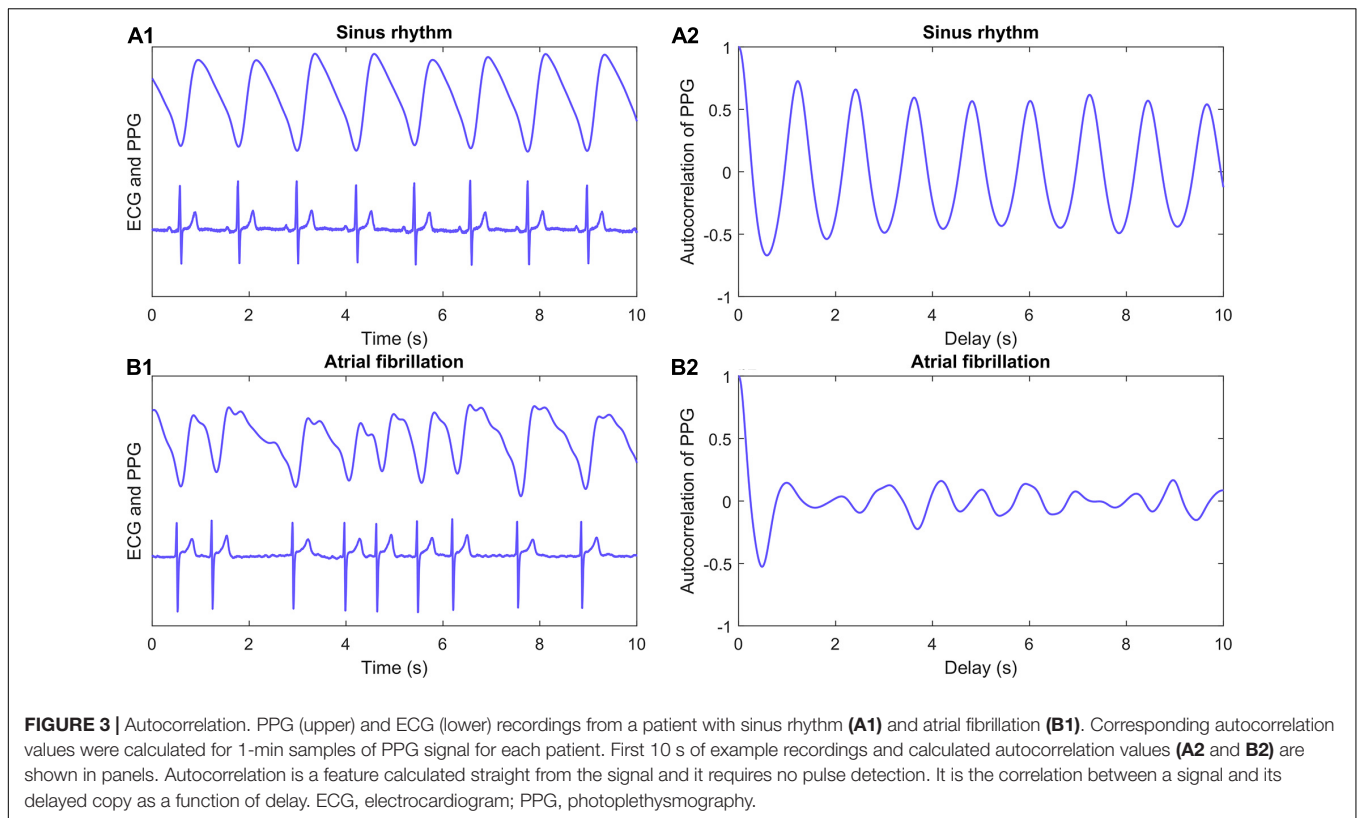 A1
Sinus rhythm
ECG and PPG
0 2 4 6 8 10
Time (s)
A2
Sinus rhythm
Autocorrelation of PPG
1
0.5
0
-0.5
-1
0 2 4 6 8 10
Delay (s)
B1
Atrial fibrillation
ECG and PPG
0 2 4 6 8 10
Time (s)
B2
Atrial fibrillation
Autocorrelation of PPG
1
0.5
0
-0.5
-1
0 2 4 6 8 10
Delay (s)
FIGURE 3 | Autocorrelation. PPG (upper) and ECG (lower) recordings from a patient with sinus rhythm (A1) and atrial fibrillation (B1). Corresponding autocorrelation
values were calculated for 1-min samples of PPG signal for each patient. First 10 s of example recordings and calculated autocorrelation values (A2 and B2) are
shown in panels. Autocorrelation is a feature calculated straight from the signal and it requires no pulse detection. It is the correlation between a signal and its
delayed copy as a function of delay. ECG, electrocardiogram; PPG, photoplethysmography.